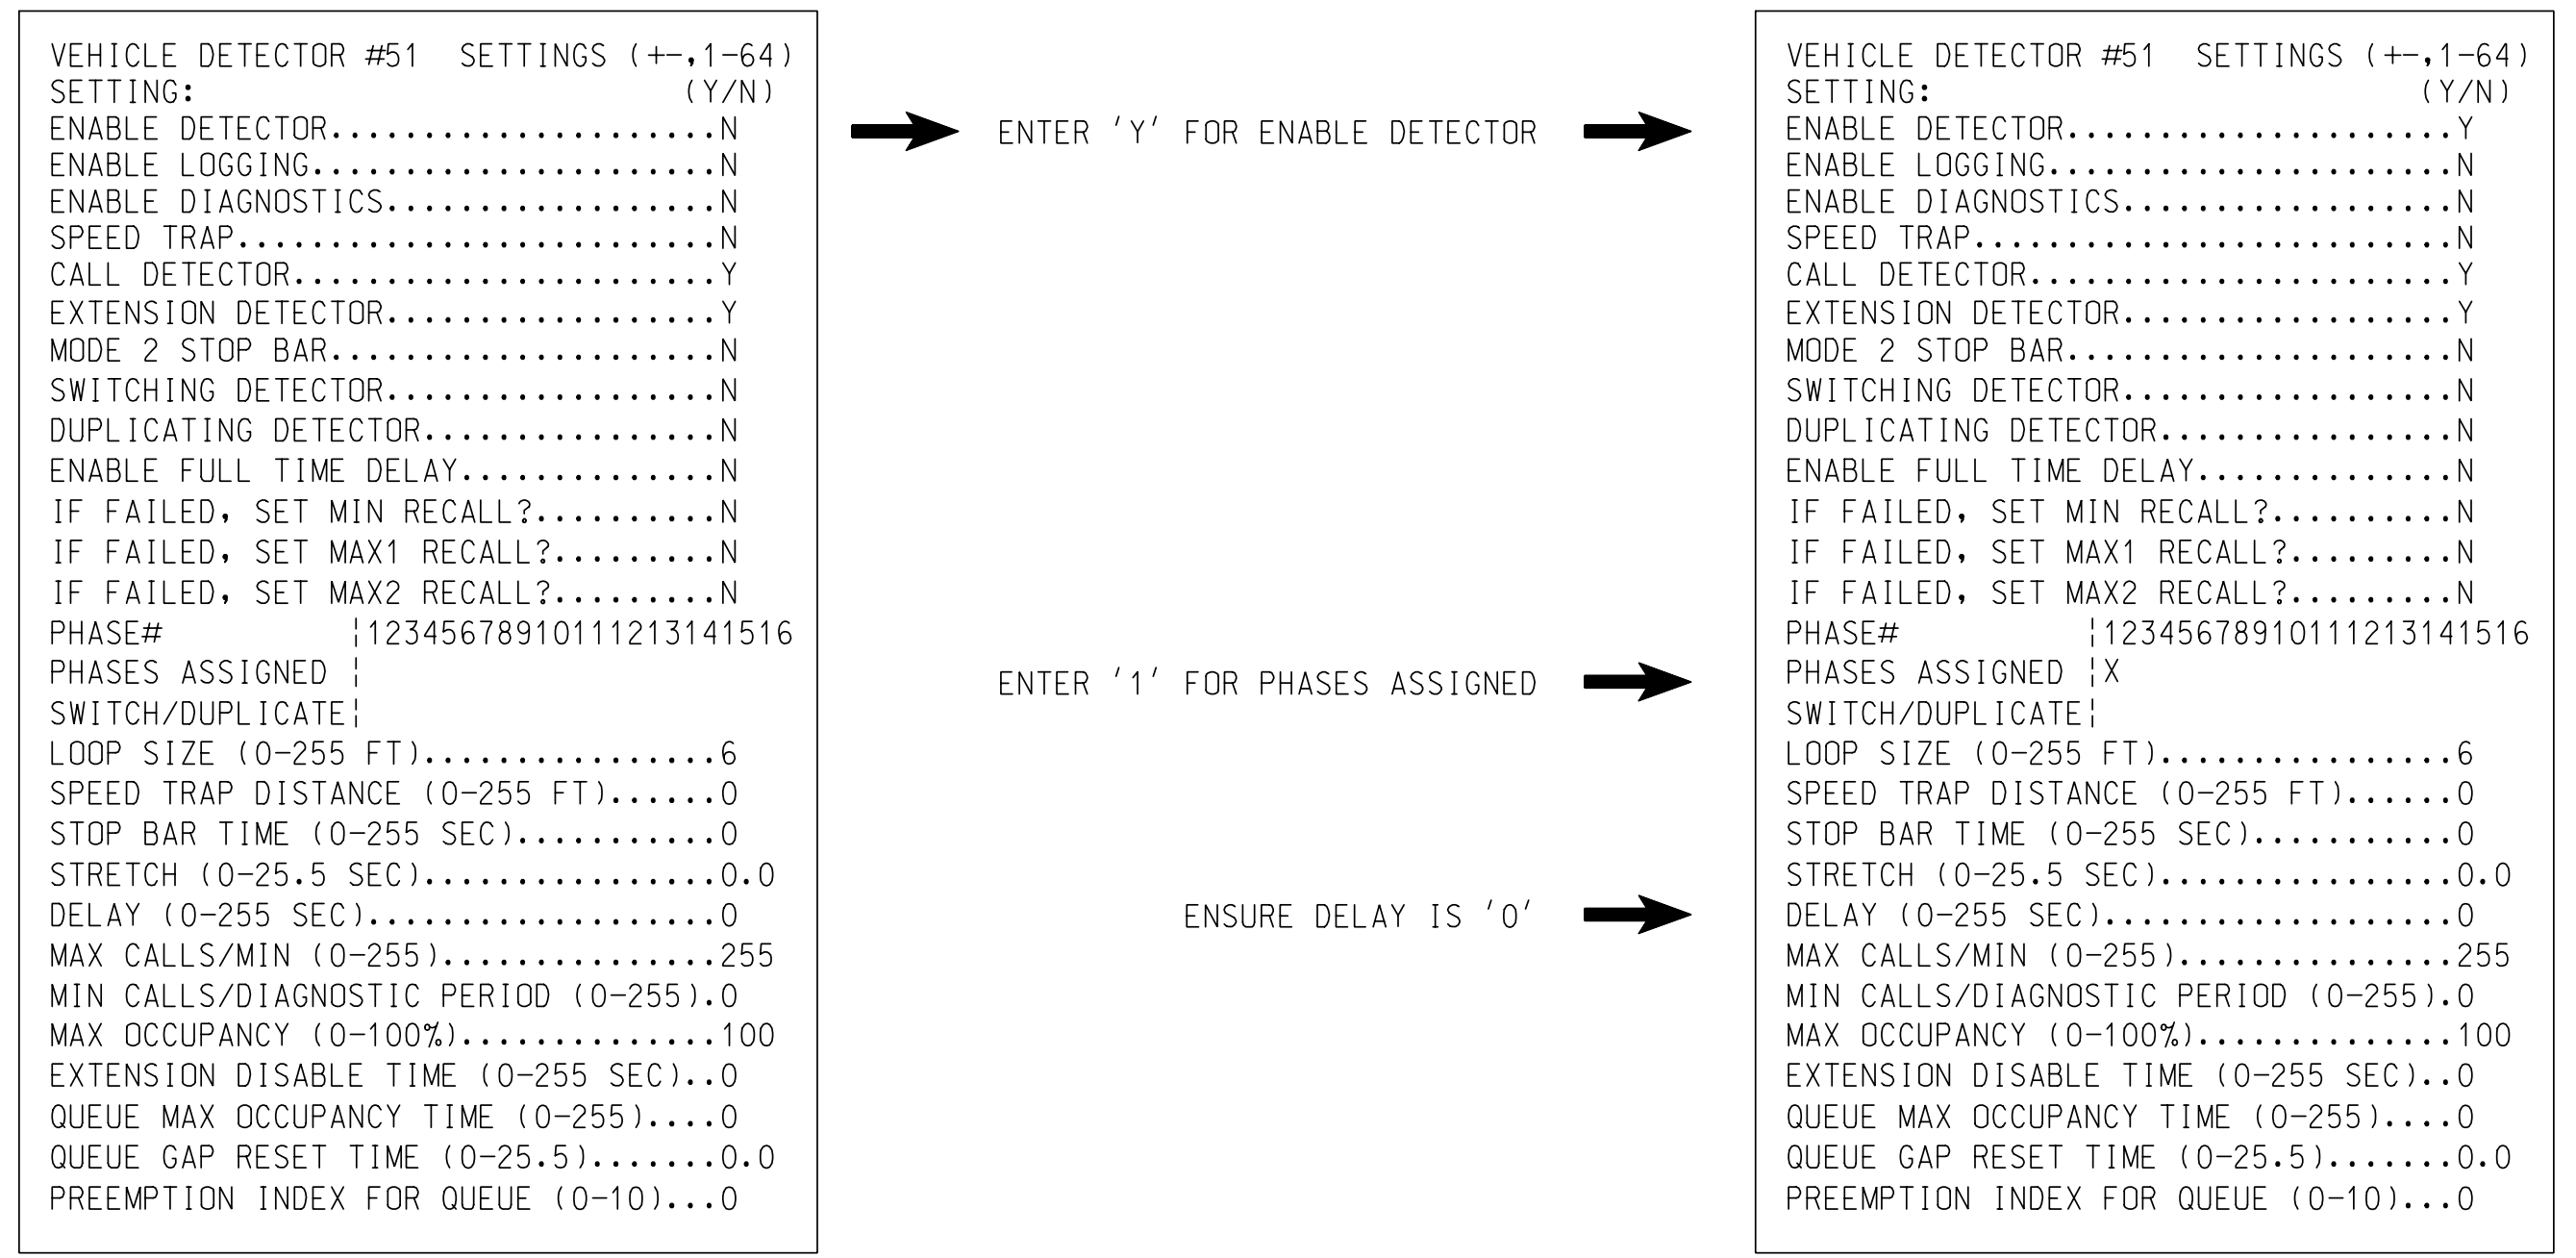 VEHICLE DETECTOR #51  SETTINGS (+-,1-64)
SETTING:                          (Y/N)
ENABLE DETECTOR.....................N
ENABLE LOGGING......................N
ENABLE DIAGNOSTICS..................N
SPEED TRAP..........................N
CALL DETECTOR.......................Y
EXTENSION DETECTOR..................Y
MODE 2 STOP BAR.....................N
SWITCHING DETECTOR..................N
DUPLICATING DETECTOR................N
ENABLE FULL TIME DELAY..............N
IF FAILED, SET MIN RECALL?..........N
IF FAILED, SET MAX1 RECALL?.........N
IF FAILED, SET MAX2 RECALL?.........N
PHASE#          ¦12345678910111213141516
PHASES ASSIGNED ¦
SWITCH/DUPLICATE¦
LOOP SIZE (0-255 FT)................6
SPEED TRAP DISTANCE (0-255 FT)......0
STOP BAR TIME (0-255 SEC)...........0
STRETCH (0-25.5 SEC)................0.0
DELAY (0-255 SEC)...................0
MAX CALLS/MIN (0-255)...............255
MIN CALLS/DIAGNOSTIC PERIOD (0-255).0
MAX OCCUPANCY (0-100%)..............100
EXTENSION DISABLE TIME (0-255 SEC)..0
QUEUE MAX OCCUPANCY TIME (0-255)....0
QUEUE GAP RESET TIME (0-25.5).......0.0
PREEMPTION INDEX FOR QUEUE (0-10)...0
ENTER 'Y' FOR ENABLE DETECTOR
ENTER '1' FOR PHASES ASSIGNED
ENSURE DELAY IS '0'
VEHICLE DETECTOR #51  SETTINGS (+-,1-64)
SETTING:                          (Y/N)
ENABLE DETECTOR.....................Y
ENABLE LOGGING......................N
ENABLE DIAGNOSTICS..................N
SPEED TRAP..........................N
CALL DETECTOR.......................Y
EXTENSION DETECTOR..................Y
MODE 2 STOP BAR.....................N
SWITCHING DETECTOR..................N
DUPLICATING DETECTOR................N
ENABLE FULL TIME DELAY..............N
IF FAILED, SET MIN RECALL?..........N
IF FAILED, SET MAX1 RECALL?.........N
IF FAILED, SET MAX2 RECALL?.........N
PHASE#          ¦12345678910111213141516
PHASES ASSIGNED ¦X
SWITCH/DUPLICATE¦
LOOP SIZE (0-255 FT)................6
SPEED TRAP DISTANCE (0-255 FT)......0
STOP BAR TIME (0-255 SEC)...........0
STRETCH (0-25.5 SEC)................0.0
DELAY (0-255 SEC)...................0
MAX CALLS/MIN (0-255)...............255
MIN CALLS/DIAGNOSTIC PERIOD (0-255).0
MAX OCCUPANCY (0-100%)..............100
EXTENSION DISABLE TIME (0-255 SEC)..0
QUEUE MAX OCCUPANCY TIME (0-255)....0
QUEUE GAP RESET TIME (0-25.5).......0.0
PREEMPTION INDEX FOR QUEUE (0-10)...0